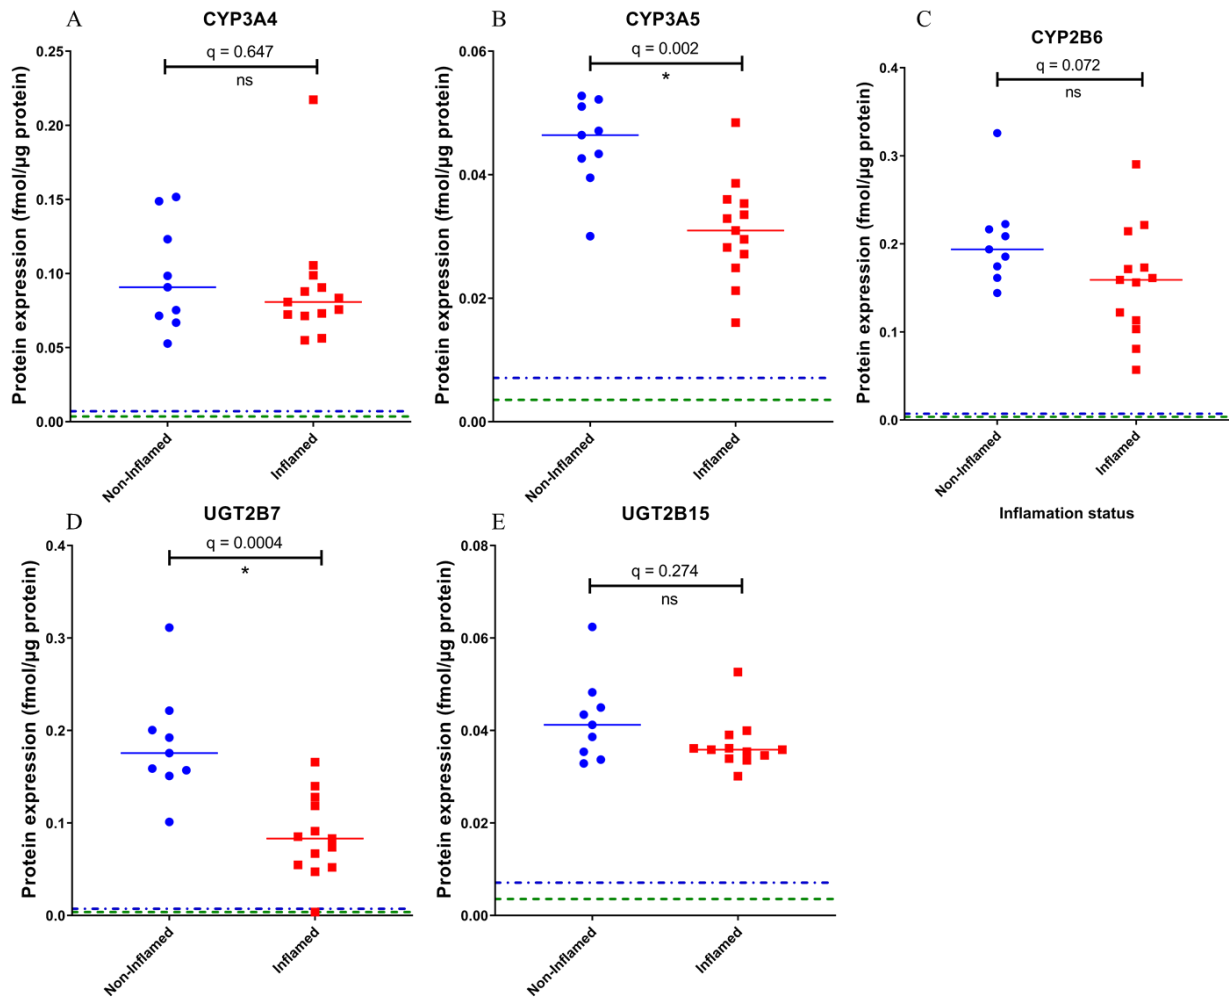 A
CYP3A4
Protein expression (fmol/µg protein)
0.25
0.20
0.15
0.10
0.05
0.00
q = 0.647
ns
Non-Inflamed
Inflamed
B
CYP3A5
Protein expression (fmol/µg protein)
0.06
0.04
0.02
0.00
q = 0.002
*
Non-Inflamed
Inflamed
C
CYP2B6
Protein expression (fmol/µg protein)
0.4
0.3
0.2
0.1
0.0
q = 0.072
ns
Non-Inflamed
Inflamed
Inflamation status
D
UGT2B7
Protein expression (fmol/µg protein)
0.4
0.3
0.2
0.1
0.0
q = 0.0004
*
Non-Inflamed
Inflamed
E
UGT2B15
Protein expression (fmol/µg protein)
0.08
0.06
0.04
0.02
0.00
q = 0.274
ns
Non-Inflamed
Inflamed